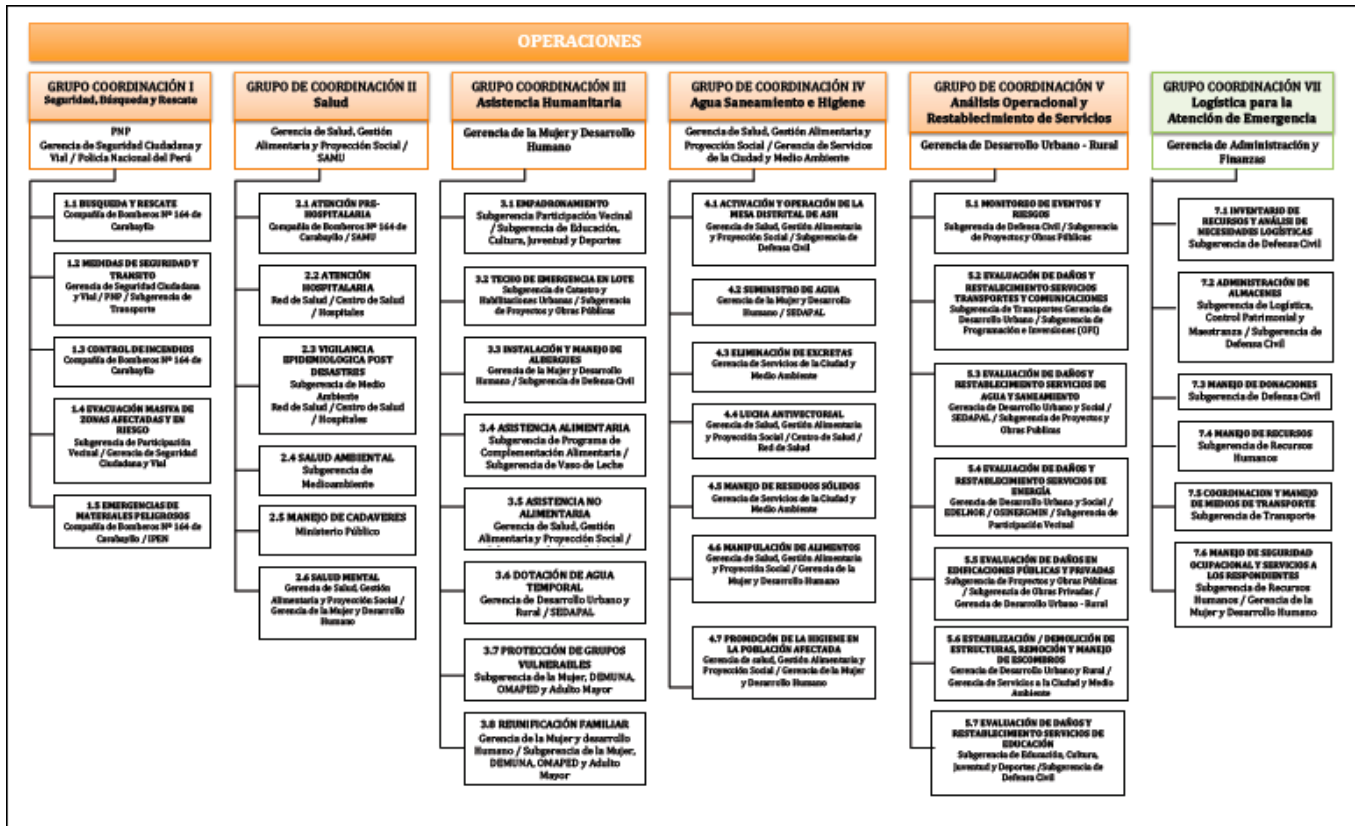 OPERACIONES
GRUPO COORDINACIÓN I
Seguridad, Búsqueda y Rescate
PNP
Gerencia de Seguridad Ciudadana y
Vial / Policía Nacional del Perú
1.1 BUSQUEDA Y RESCATE
Compañía de Bomberos Nº 164 de
Carabayllo
1.2 MEDIDAS DE SEGURIDAD Y
TRANSITO
Gerencia de Seguridad Ciudadana
y Vial / PNP / Subgerencia de
Transporte
1.3 CONTROL DE INCENDIOS
Compañía de Bomberos Nº 164 de
Carabayllo
1.4 EVACUACIÓN MASIVA DE
ZONAS AFECTADAS Y EN
RIESGO
Subgerencia de Participación
Vecinal / Gerencia de Seguridad
Ciudadana y Vial
1.5 EMERGENCIAS DE
MATERIALES PELIGROSOS
Compañía de Bomberos Nº 164 de
Carabayllo / IPEN
GRUPO DE COORDINACIÓN II
Salud
Gerencia de Salud, Gestión
Alimentaria y Proyección Social /
SAMU
2.1 ATENCIÓN PRE-
HOSPITALARIA
Compañía de Bomberos Nº 164 de
Carabayllo / SAMU
2.2 ATENCIÓN
HOSPITALARIA
Red de Salud / Centro de Salud
/ Hospitales
2.3 VIGILANCIA
EPIDEMIOLOGICA POST
DESASTRES
Subgerencia de Medio
Ambiente
Red de Salud / Centro de Salud
/ Hospitales
2.4 SALUD AMBIENTAL
Subgerencia de
Medioambiente
2.5 MANEJO DE CADAVERES
Ministerio Público
2.6 SALUD MENTAL
Gerencia de Salud, Gestión
Alimentaria y Proyección Social /
Gerencia de la Mujer y Desarrollo
Humano
GRUPO COORDINACIÓN III
Asistencia Humanitaria
Gerencia de la Mujer y Desarrollo
Humano
3.1 EMPADRONAMIENTO
Subgerencia Participación Vecinal
/ Subgerencia de Educación,
Cultura, Juventud y Deportes
3.2 TECHO DE EMERGENCIA EN LOTE
Subgerencia de Catastro y
Habilitaciones Urbanas / Subgerencia
de Proyectos y Obras Públicas
3.3 INSTALACIÓN Y MANEJO DE
ALBERGUES
Gerencia de la Mujer y Desarrollo
Humano / Subgerencia de Defensa Civil
3.4 ASISTENCIA ALIMENTARIA
Subgerencia de Programa de
Complementación Alimentaria /
Subgerencia de Vaso de Leche
3.5 ASISTENCIA NO
ALIMENTARIA
Gerencia de Salud, Gestión
Alimentaria y Proyección Social /
3.6 DOTACIÓN DE AGUA
TEMPORAL
Gerencia de Desarrollo Urbano y
Rural / SEDAPAL
3.7 PROTECCIÓN DE GRUPOS
VULNERABLES
Subgerencia de la Mujer, DEMUNA,
OMAPED y Adulto Mayor
3.8 REUNIFICACIÓN FAMILIAR
Gerencia de la Mujer y desarrollo
Humano / Subgerencia de la Mujer,
DEMUNA, OMAPED y Adulto
Mayor
GRUPO DE COORDINACIÓN IV
Agua Saneamiento e Higiene
Gerencia de Salud, Gestión Alimentaria y
Proyección Social / Gerencia de Servicios
de la Ciudad y Medio Ambiente
4.1 ACTIVACIÓN Y OPERACIÓN DE LA
MESA DISTRITAL DE ASH
Gerencia de Salud, Gestión Alimentaria
y Proyección Social / Subgerencia de
Defensa Civil
4.2 SUMINISTRO DE AGUA
Gerencia de la Mujer y Desarrollo
Humano / SEDAPAL
4.3 ELIMINACIÓN DE EXCRETAS
Gerencia de Servicios de la Ciudad y
Medio Ambiente
4.4 LUCHA ANTIVECTORIAL
Gerencia de Salud, Gestión Alimentaria
y Proyección Social / Centro de Salud /
Red de Salud
4.5 MANEJO DE RESIDUOS SÓLIDOS
Gerencia de Servicios de la Ciudad y
Medio Ambiente
4.6 MANIPULACIÓN DE ALIMENTOS
Gerencia de Salud, Gestión Alimentaria
y Proyección Social / Gerencia de la
Mujer y Desarrollo Humano
4.7 PROMOCIÓN DE LA HIGIENE EN
LA POBLACIÓN AFECTADA
Gerencia de salud, Gestión Alimentaria y
Proyección Social / Gerencia de la Mujer
y Desarrollo Humano
GRUPO DE COORDINACIÓN V
Análisis Operacional y
Restablecimiento de Servicios
Gerencia de Desarrollo Urbano - Rural
5.1 MONITOREO DE EVENTOS Y
RIESGOS
Subgerencia de Defensa Civil / Subgerencia
de Proyectos y Obras Públicas
5.2 EVALUACIÓN DE DAÑOS Y
RESTABLECIMIENTO SERVICIOS
TRANSPORTES Y COMUNICACIONES
Subgerencia de Transportes Gerencia de
Desarrollo Urbano / Subgerencia de
Programación e Inversiones (OPI)
5.3 EVALUACIÓN DE DAÑOS Y
RESTABLECIMIENTO SERVICIOS DE
AGUA Y SANEAMIENTO
Gerencia de Desarrollo Urbano y Social /
SEDAPAL / Subgerencia de Proyectos y
Obras Públicas
5.4 EVALUACIÓN DE DAÑOS Y
RESTABLECIMIENTO SERVICIOS DE
ENERGÍA
Gerencia de Desarrollo Urbano y Social /
EDELNOR / OSINERGMIN / Subgerencia de
Participación Vecinal
5.5 EVALUACIÓN DE DAÑOS EN
EDIFICACIONES PÚBLICAS Y PRIVADAS
Subgerencia de Proyectos y Obras Públicas
/ Subgerencia de Obras Privadas /
Gerencia de Desarrollo Urbano - Rural
5.6 ESTABILIZACIÓN / DEMOLICIÓN DE
ESTRUCTURAS, REMOCIÓN Y MANEJO DE
ESCOMBROS
Gerencia de Desarrollo Urbano y Rural /
Gerencia de Servicios a la Ciudad y Medio
Ambiente
5.7 EVALUACIÓN DE DAÑOS Y
RESTABLECIMIENTO SERVICIOS DE
EDUCACIÓN
Subgerencia de Educación, Cultura,
Juventud y Deportes /Subgerencia de
Defensa Civil
GRUPO COORDINACIÓN VII
Logística para la
Atención de Emergencia
Gerencia de Administración y
Finanzas
7.1 INVENTARIO DE
RECURSOS Y ANÁLISIS DE
NECESIDADES LOGÍSTICAS
Subgerencia de Defensa Civil
7.2 ADMINISTRACIÓN DE
ALMACENES
Subgerencia de Logística,
Control Patrimonial y
Maestranza / Subgerencia de
Defensa Civil
7.3 MANEJO DE DONACIONES
Subgerencia de Defensa Civil
7.4 MANEJO DE RECURSOS
Subgerencia de Recursos
Humanos
7.5 COORDINACION Y MANEJO
DE MEDIOS DE TRANSPORTE
Subgerencia de Transporte
7.6 MANEJO DE SEGURIDAD
OCUPACIONAL Y SERVICIOS A
LOS RESPONDIENTES
Subgerencia de Recursos
Humanos / Gerencia de la
Mujer y Desarrollo Humano